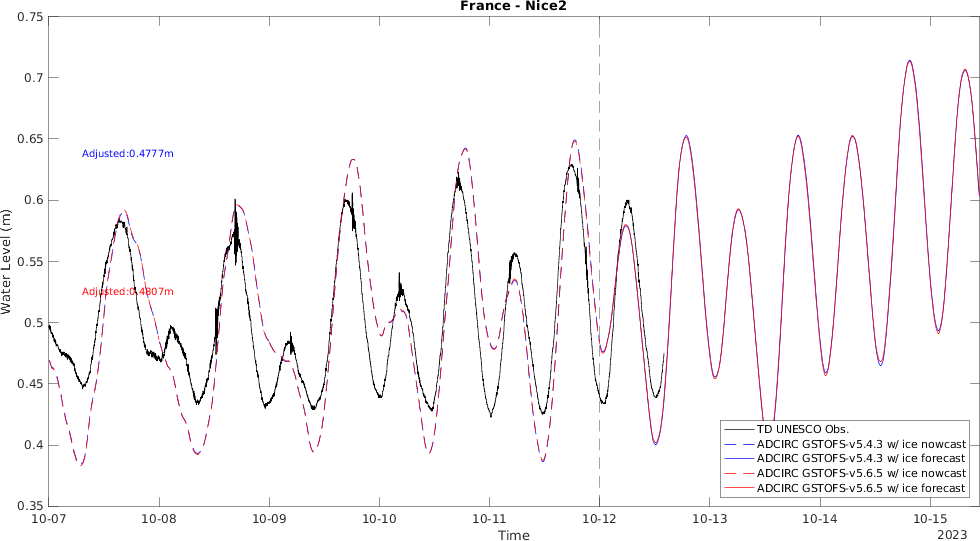 France - Nice2
0.75
0.7
0.65
0.6
0.55
0.5
0.45
0.4
0.35
Water Level (m)
Adjusted:0.4777m
Adjusted:0.4807m
TD UNESCO Obs.
ADCIRC GSTOFS-v5.4.3 w/ ice nowcast
ADCIRC GSTOFS-v5.4.3 w/ ice forecast
ADCIRC GSTOFS-v5.6.5 w/ ice nowcast
ADCIRC GSTOFS-v5.6.5 w/ ice forecast
10-07 10-08 10-09 10-10 10-11 10-12 10-13 10-14 10-15
Time
2023